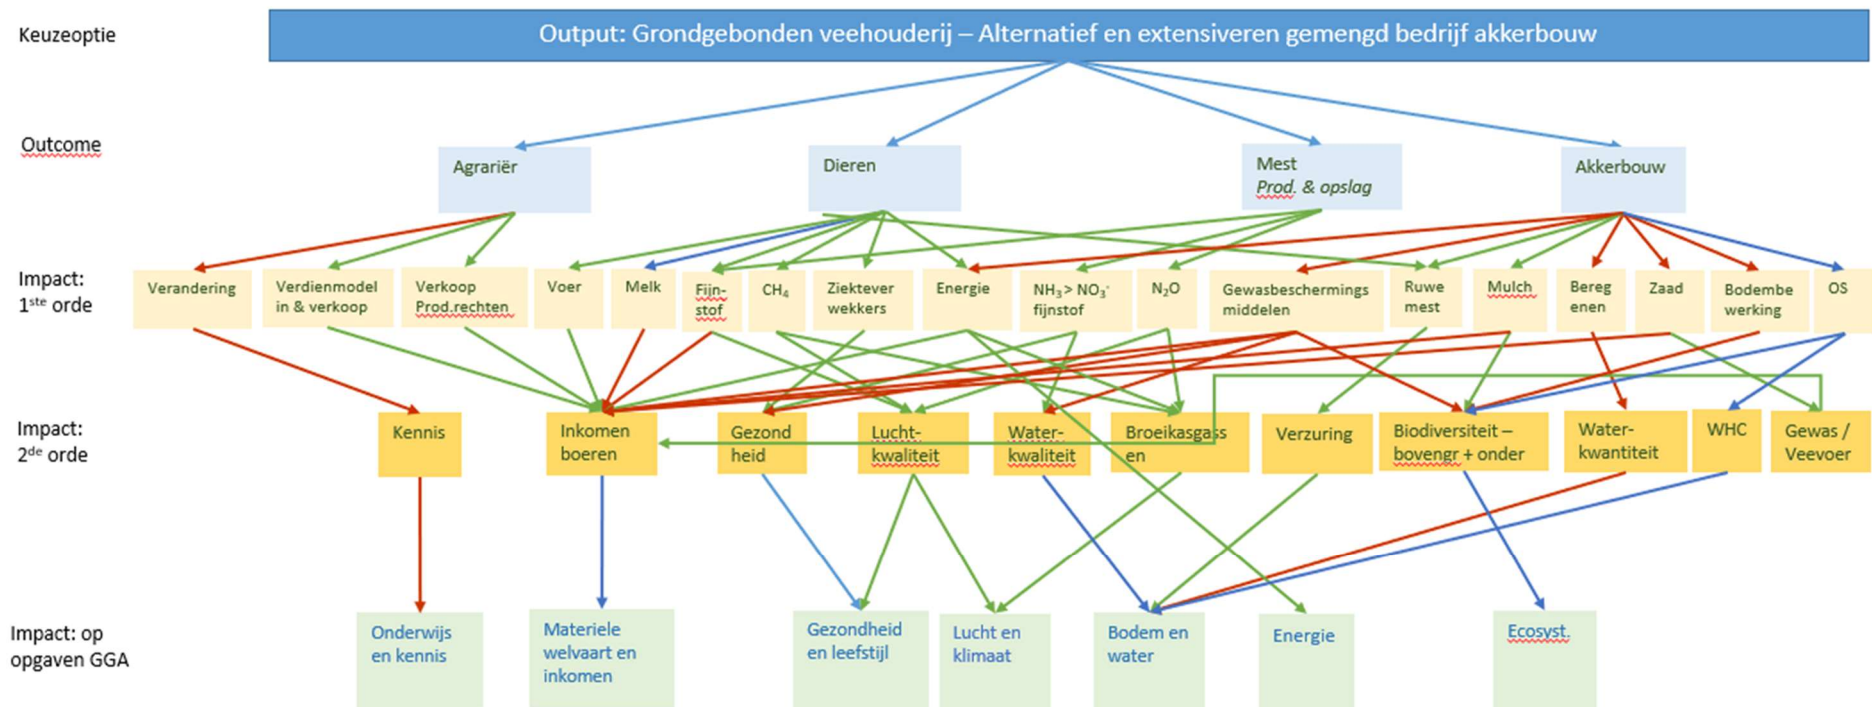 Keuzeoptie
Output: Grondgebonden veehouderij – Alternatief en extensiveren gemengd bedrijf akkerbouw
Outcome
Agrariër
Dieren
Mest
Prod. & opslag
Akkerbouw
Impact:
1ste orde
Verandering
Verdienmodel
in & verkoop
Verkoop
Prod.rechten
Voer
Melk
Fijn-
stof
CH₄
Ziektever
wekkers
Energie
NH₃ > NO₃⁻
fijnstof
N₂O
Gewasbeschermings
middelen
Ruwe
mest
Mulch
Bereg
enen
Zaad
Bodembe
werking
OS
Impact:
2de orde
Kennis
Inkomen
boeren
Gezond
heid
Lucht-
kwaliteit
Water-
kwaliteit
Broeikasgass
en
Verzuring
Biodiversiteit –
bovengr + onder
Water-
kwantiteit
WHC
Gewas /
Veevoer
Impact: op
opgaven GGA
Onderwijs
en kennis
Materiele
welvaart en
inkomen
Gezondheid
en leefstijl
Lucht en
klimaat
Bodem en
water
Energie
Ecosyst.